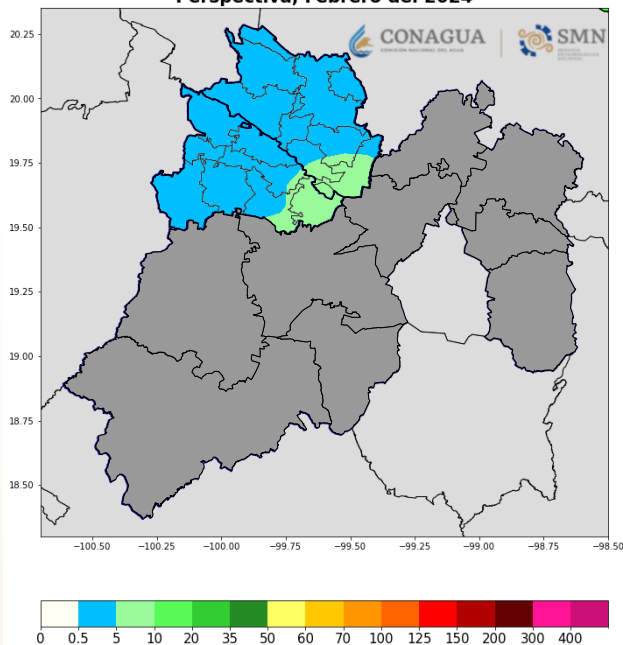 Perspectiva, Febrero del 2024
CONAGUA
COMISIÓN NACIONAL DEL AGUA
SMN
20.25
20.00
19.75
19.50
19.25
19.00
18.75
18.50
−100.50 −100.25 −100.00 −99.75 −99.50 −99.25 −99.00 −98.75 −98.50
0 0.5 5 10 20 35 50 60 70 100 125 150 200 300 400